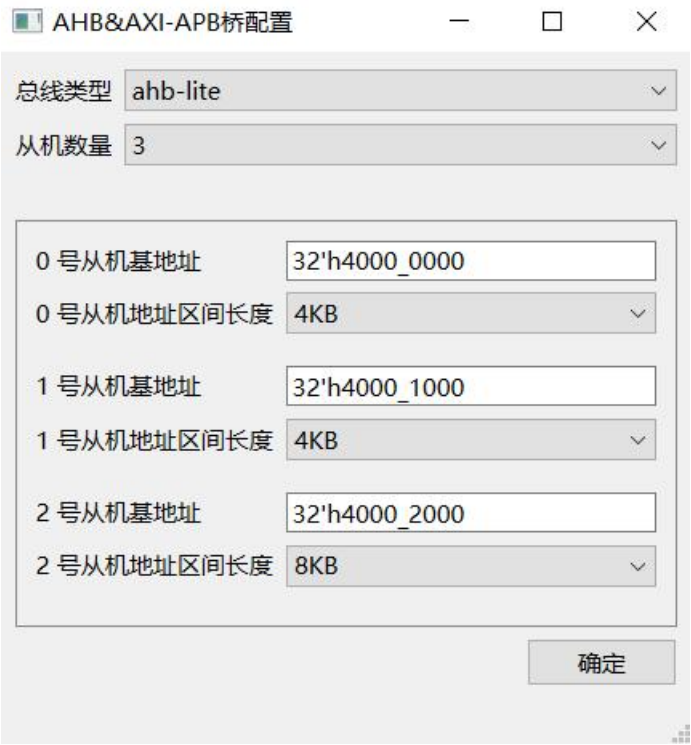 AHB&AXI-APB桥配置
总线类型 ahb-lite
从机数量 3
0 号从机基地址 32'h4000_0000
0 号从机地址区间长度 4KB
1 号从机基地址 32'h4000_1000
1 号从机地址区间长度 4KB
2 号从机基地址 32'h4000_2000
2 号从机地址区间长度 8KB
确定